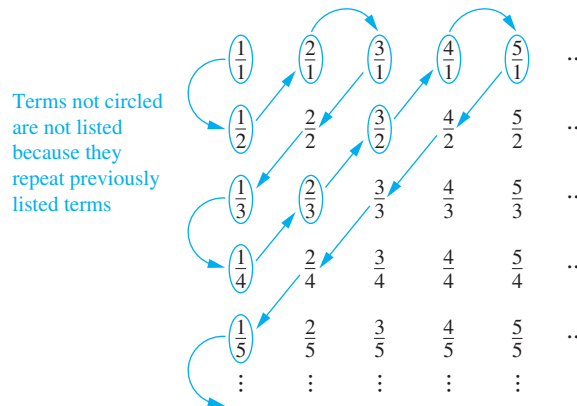 1/1 2/1 3/1 4/1 5/1 ...
Terms not circled
are not listed
because they
repeat previously
listed terms
1/2 2/2 3/2 4/2 5/2 ...
1/3 2/3 3/3 4/3 5/3 ...
1/4 2/4 3/4 4/4 5/4 ...
1/5 2/5 3/5 4/5 5/5 ...
⋮ ⋮ ⋮ ⋮ ⋮